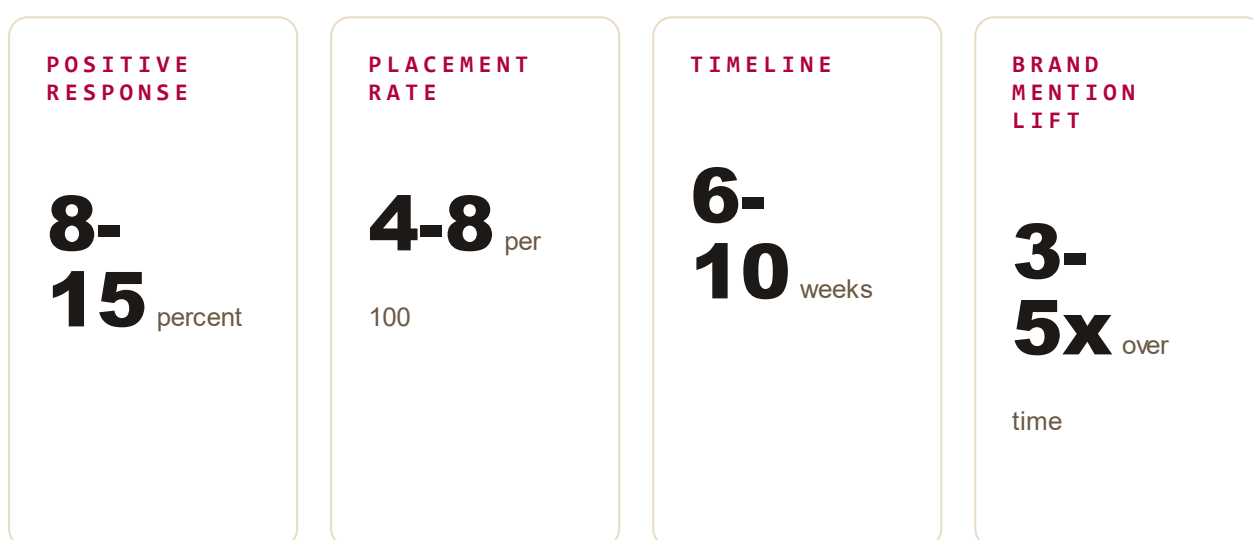 POSITIVE
RESPONSE
8-
15 percent
PLACEMENT
RATE
4-8 per
100
TIMELINE
6-
10 weeks
BRAND
MENTION
LIFT
3-
5x over
time